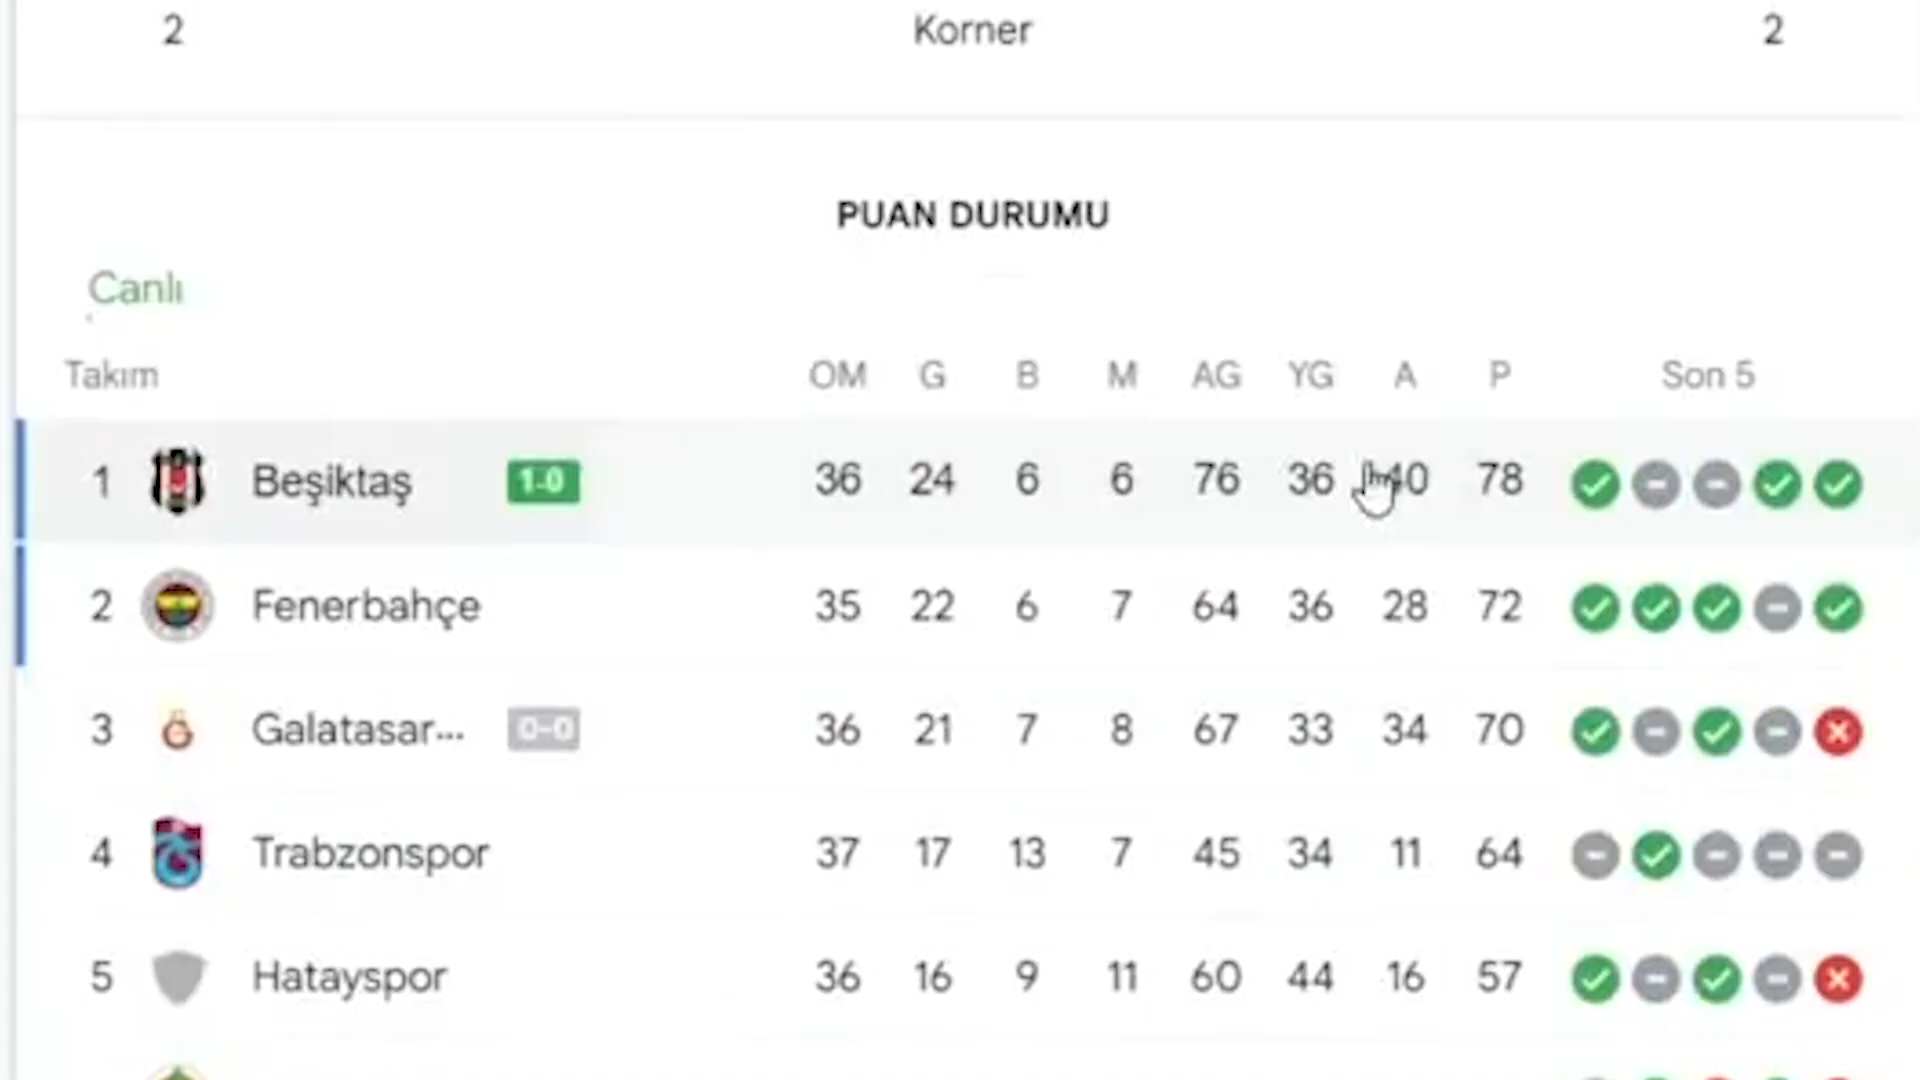 2 Korner 2
PUAN DURUMU
Canlı
Takım OM G B M AG YG A P Son 5
1 Beşiktaş 1-0 36 24 6 6 76 36 40 78
2 Fenerbahçe 35 22 6 7 64 36 28 72
3 Galatasar... 0-0 36 21 7 8 67 33 34 70
4 Trabzonspor 37 17 13 7 45 34 11 64
5 Hatayspor 36 16 9 11 60 44 16 57